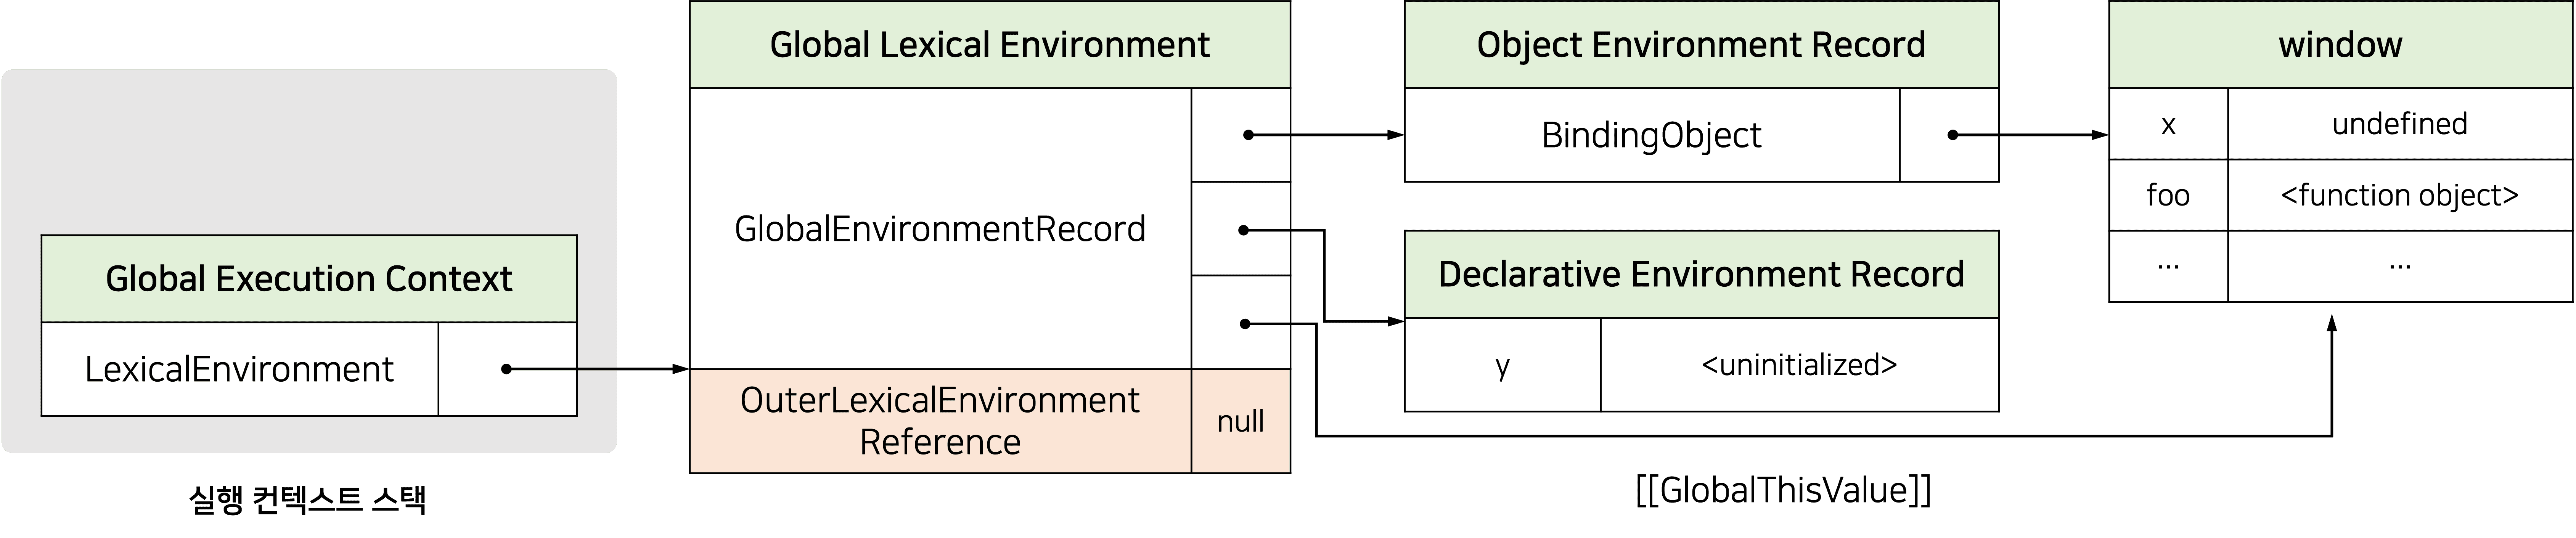 Global Execution Context
LexicalEnvironment
실행 컨텍스트 스택
Global Lexical Environment
GlobalEnvironmentRecord
OuterLexicalEnvironment
Reference
null
Object Environment Record
BindingObject
Declarative Environment Record
y
<uninitialized>
[[GlobalThisValue]]
window
x
undefined
foo
<function object>
...
...